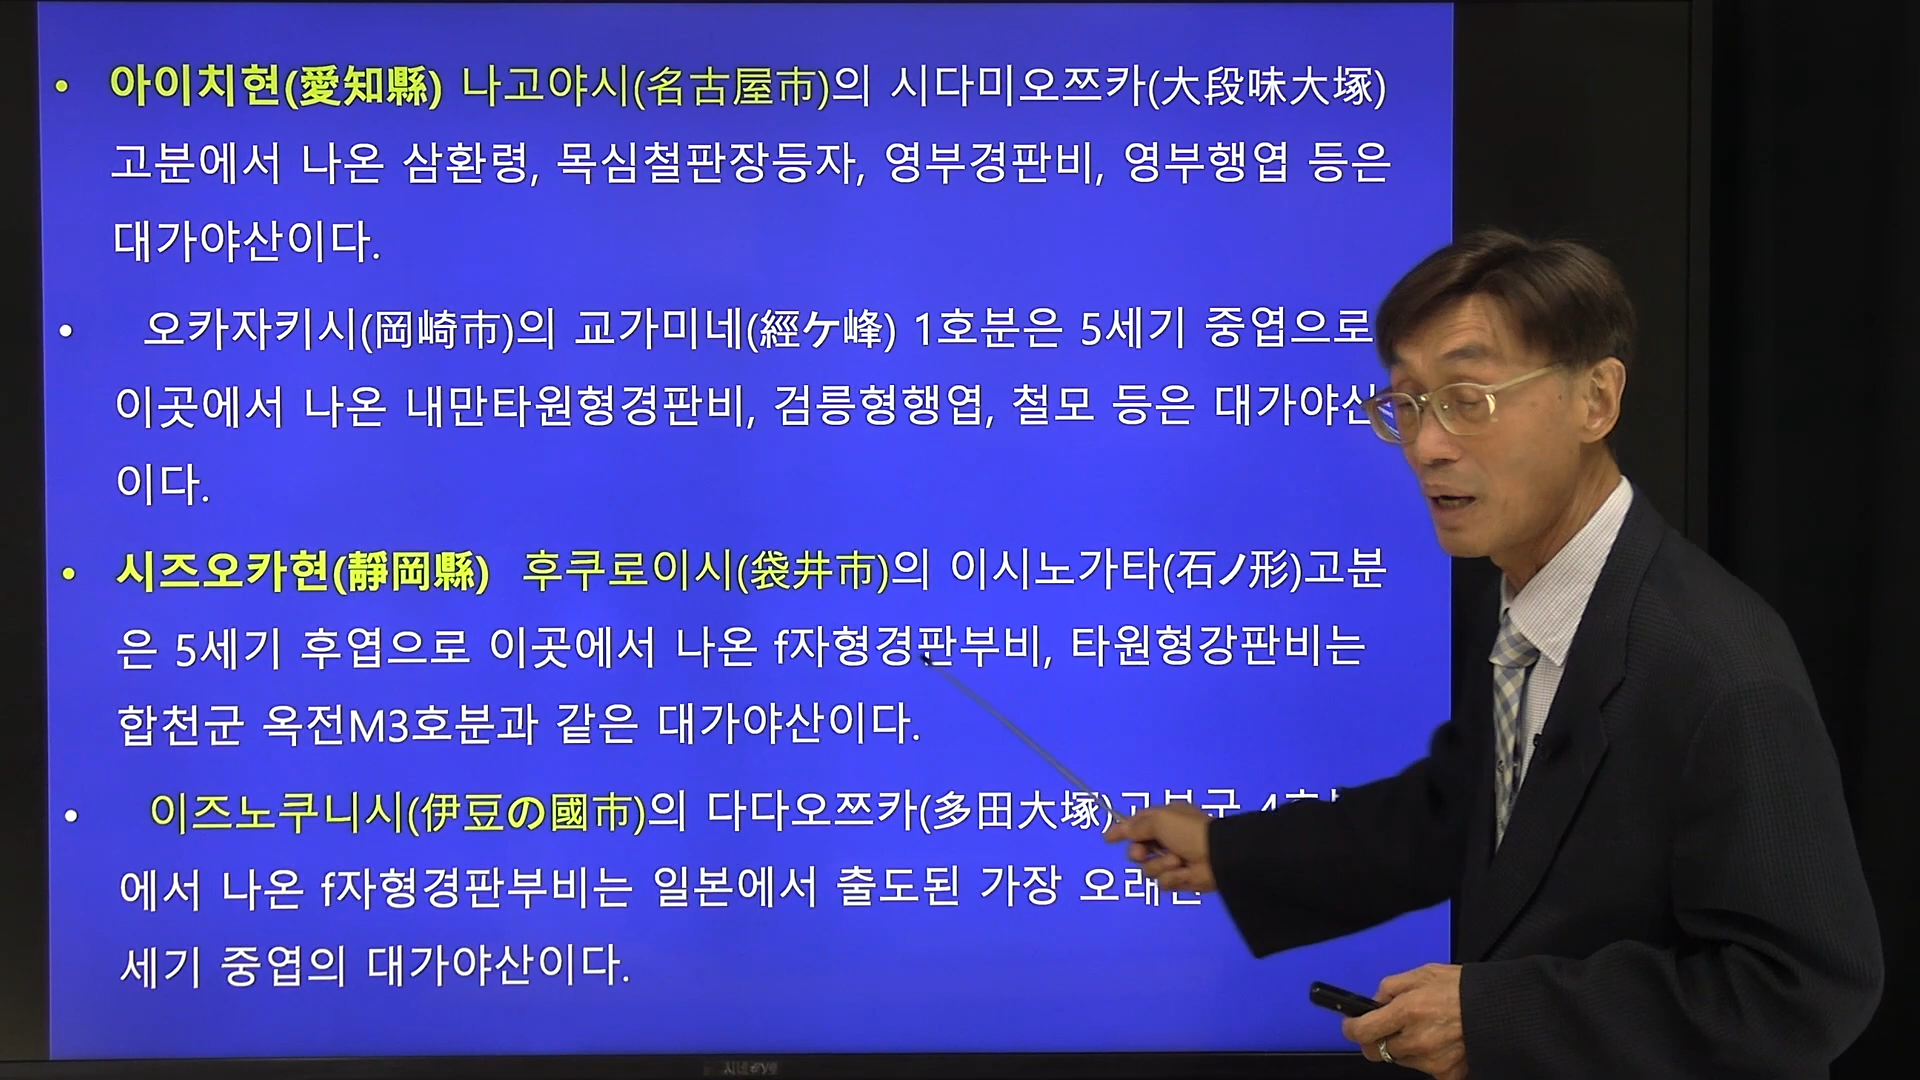 • 아이치현(愛知縣) 나고야시(名古屋市)의 시다미오쯔카(大段味大塚)
고분에서 나온 삼환령, 목심철판장등자, 영부경판비, 영부행엽 등은
대가야산이다.
• 오카자키시(岡崎市)의 교가미네(經ケ峰) 1호분은 5세기 중엽으로
이곳에서 나온 내만타원형경판비, 검릉형행엽, 철모 등은 대가야산
이다.
• 시즈오카현(靜岡縣) 후쿠로이시(袋井市)의 이시노가타(石ノ形)고분
은 5세기 후엽으로 이곳에서 나온 f자형경판부비, 타원형강판비는
합천군 옥전M3호분과 같은 대가야산이다.
• 이즈노쿠니시(伊豆の國市)의 다다오쯔카(多田大塚)고분군 4호분
에서 나온 f자형경판부비는 일본에서 출도된 가장 오래된
세기 중엽의 대가야산이다.